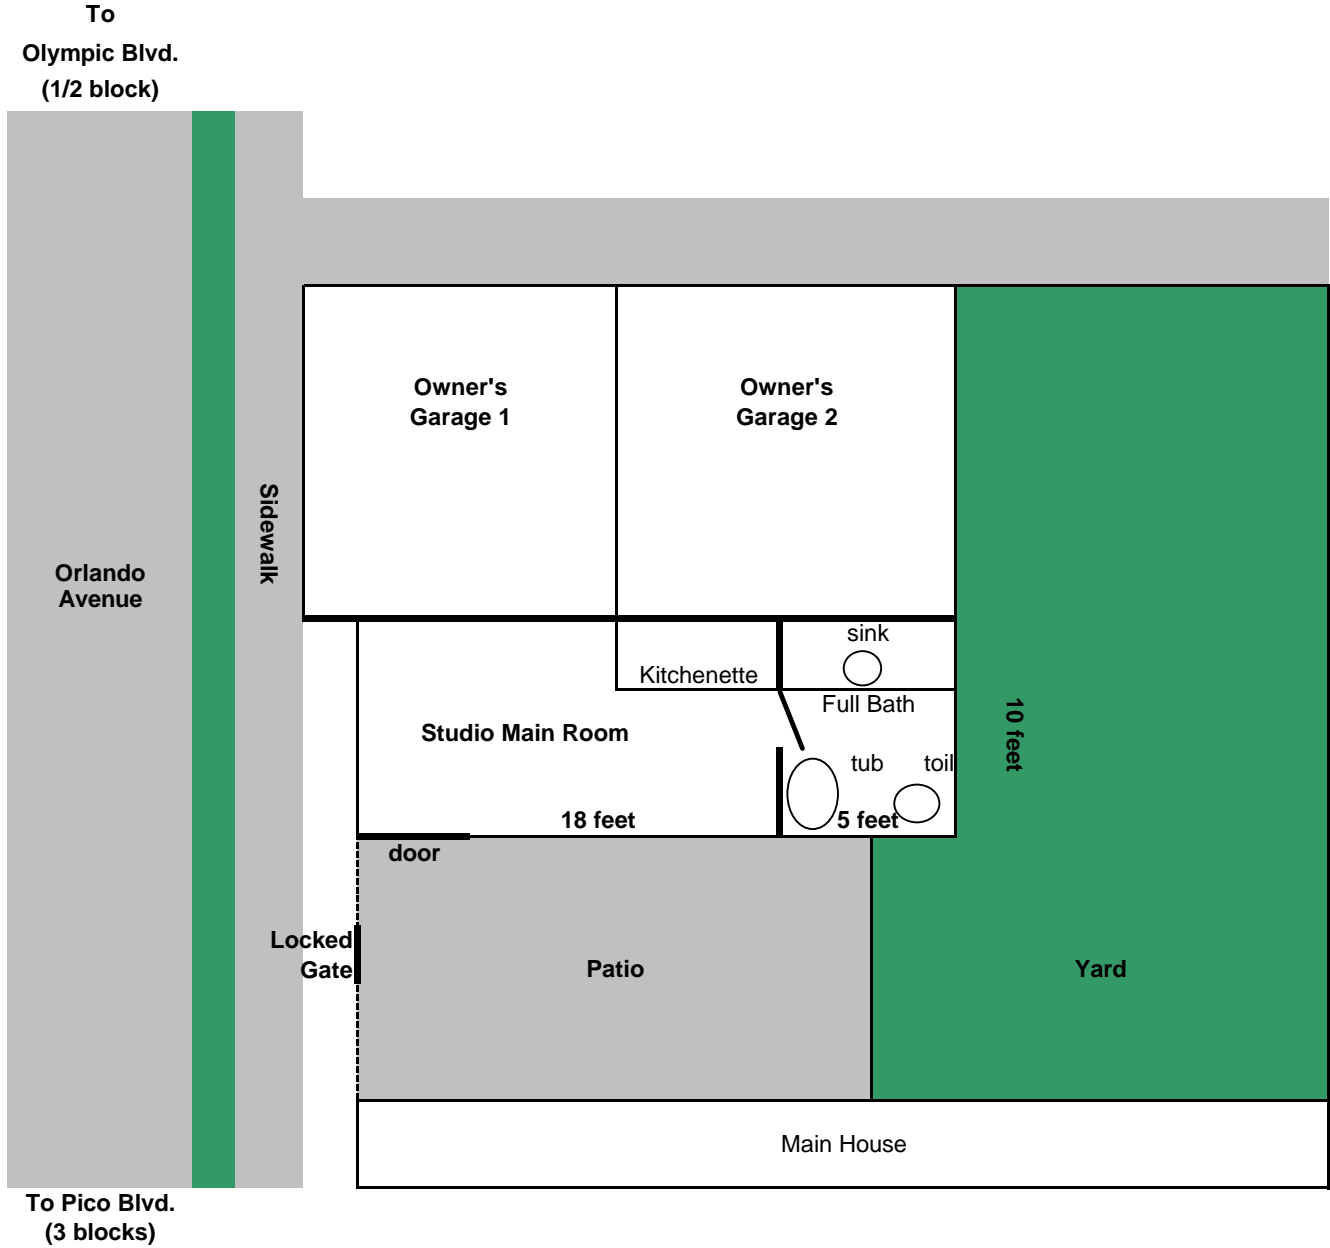 To
Olympic Blvd.
(1/2 block)
Owner's
Garage 1
Owner's
Garage 2
Sidewalk
Orlando
Avenue
sink
Kitchenette
Full Bath
Studio Main Room
10 feet
tub
toil
18 feet
5 feet
door
Locked
Gate
Patio
Yard
Main House
To Pico Blvd.
(3 blocks)